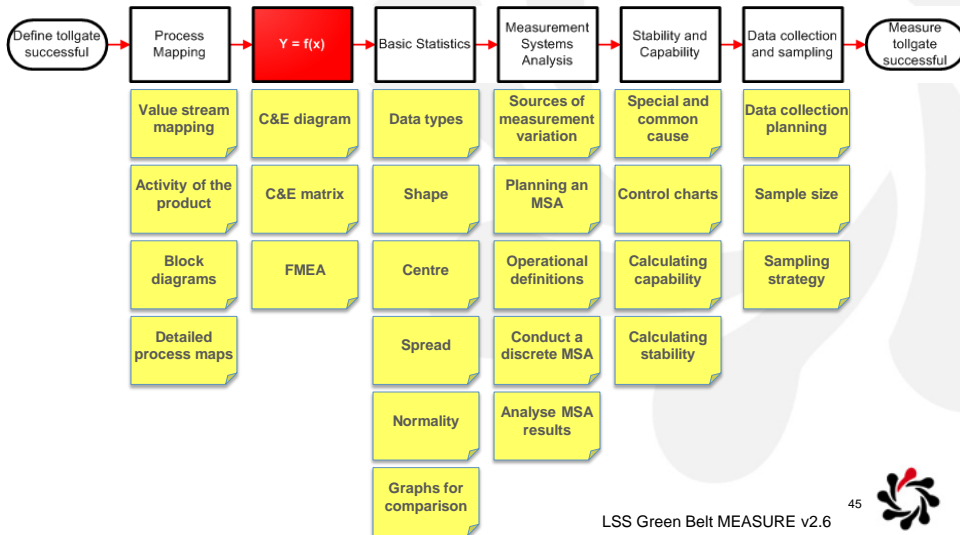 Define tollgate
successful
Process
Mapping
Y = f(x)
Basic Statistics
Measurement
Systems
Analysis
Stability and
Capability
Data collection
and sampling
Measure
tollgate
successful
Value stream
mapping
Activity of the
product
Block
diagrams
Detailed
process maps
C&E diagram
C&E matrix
FMEA
Data types
Shape
Centre
Spread
Normality
Graphs for
comparison
Sources of
measurement
variation
Planning an
MSA
Operational
definitions
Conduct a
discrete MSA
Analyse MSA
results
Special and
common
cause
Control charts
Calculating
capability
Calculating
stability
Data collection
planning
Sample size
Sampling
strategy
LSS Green Belt MEASURE v2.6
45